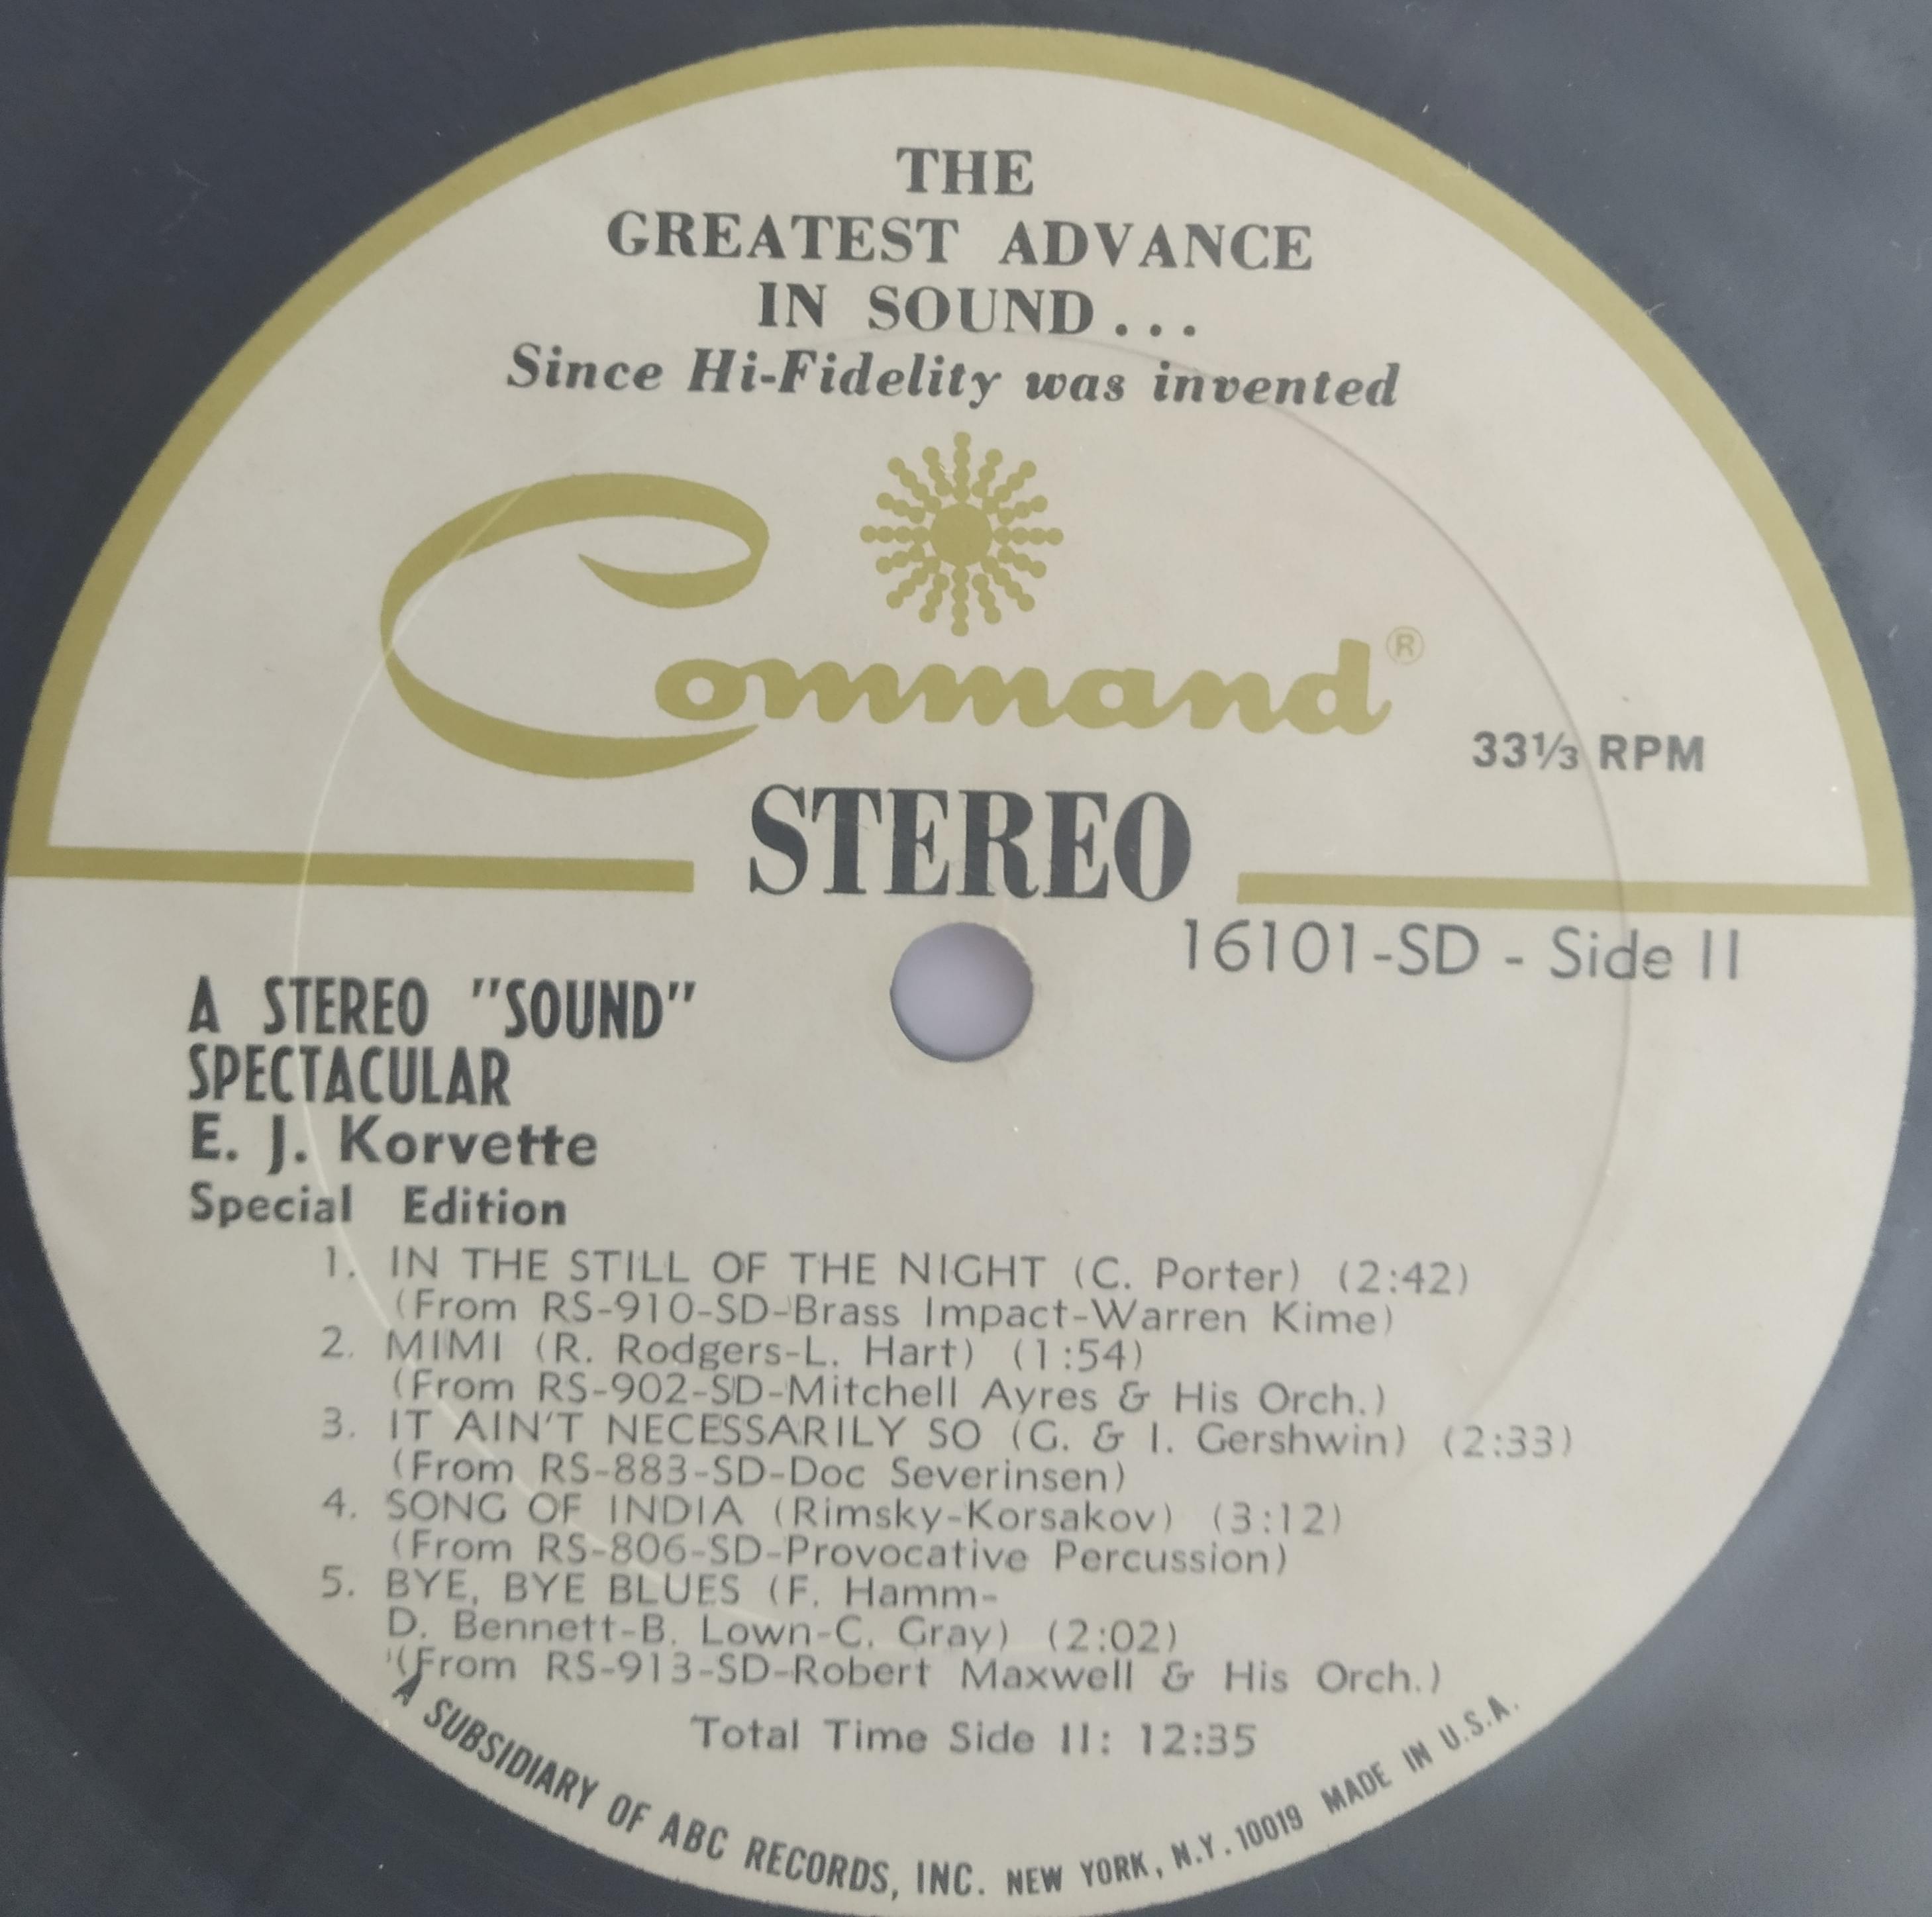 THE
GREATEST ADVANCE
IN SOUND...
Since Hi-Fidelity was invented
Command®
33⅓ RPM
STEREO
16101-SD - Side II
A STEREO "SOUND"
SPECTACULAR
E. J. Korvette
Special Edition
1. IN THE STILL OF THE NIGHT (C. Porter) (2:42)
(From RS-910-SD-Brass Impact-Warren Kime)
2. MIMI (R. Rodgers-L. Hart) (1:54)
(From RS-902-SD-Mitchell Ayres & His Orch.)
3. IT AIN'T NECESSARILY SO (G. & I. Gershwin) (2:33)
(From RS-883-SD-Doc Severinsen)
4. SONG OF INDIA (Rimsky-Korsakov) (3:12)
(From RS-806-SD-Provocative Percussion)
5. BYE, BYE BLUES (F. Hamm-
D. Bennett-B. Lown-C. Gray) (2:02)
(From RS-913-SD-Robert Maxwell & His Orch.)
Total Time Side II: 12:35
A SUBSIDIARY OF ABC RECORDS, INC. NEW YORK, N.Y. 10019 MADE IN U.S.A.